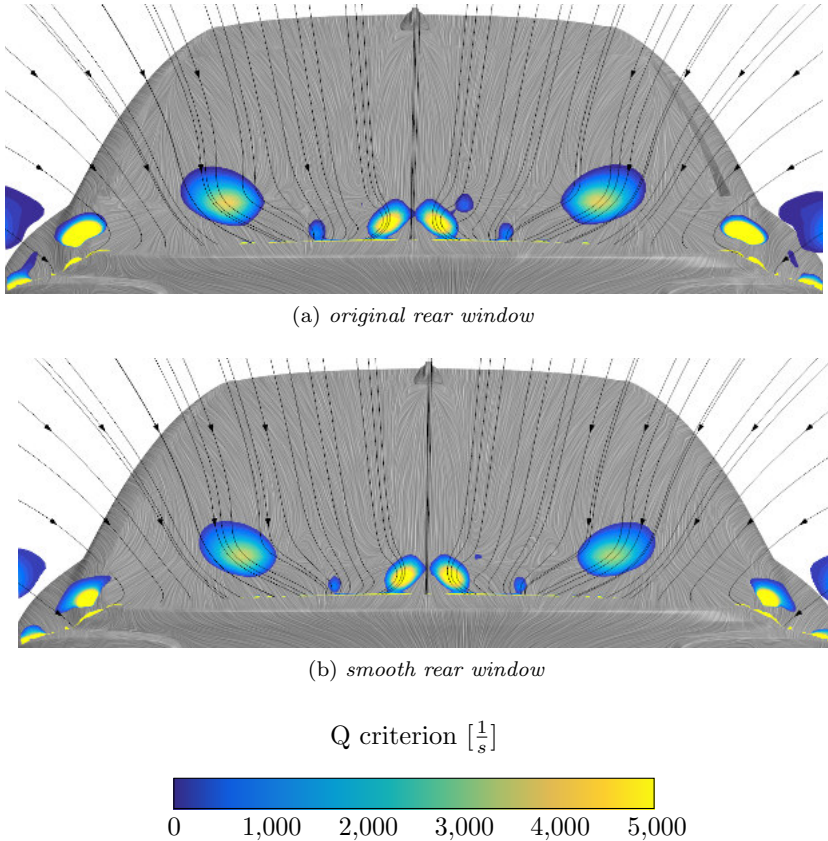 (a) original rear window
(b) smooth rear window
Q criterion [1/s]
0 1,000 2,000 3,000 4,000 5,000